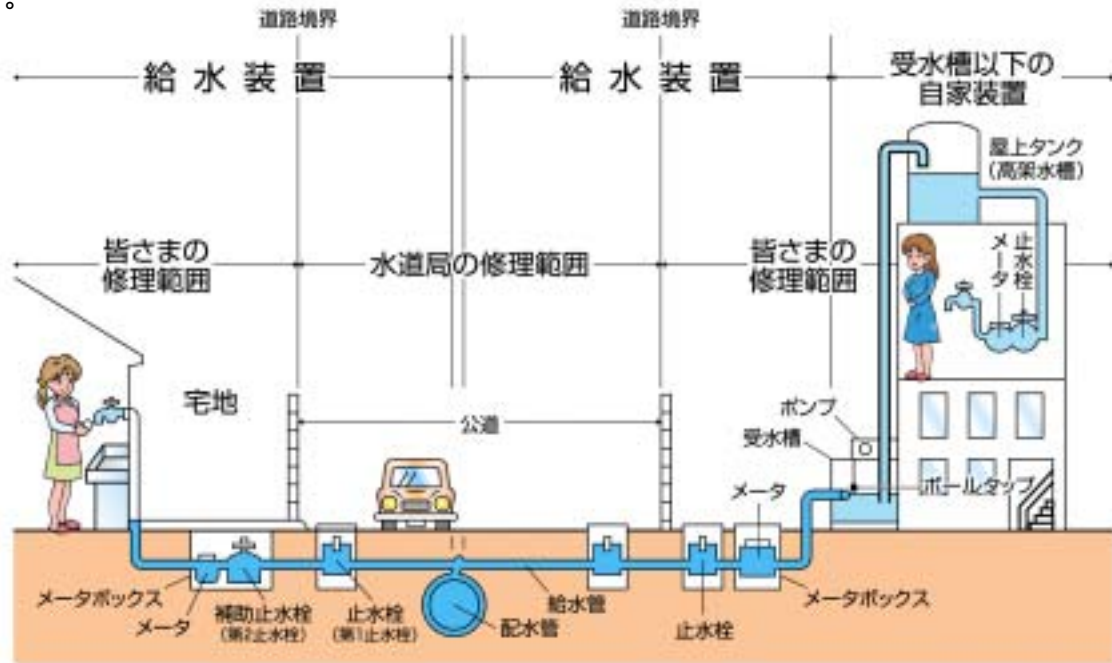 。
道路境界
道路境界
給水装置
給水装置
受水槽以下の
自家装置
屋上タンク
(高架水槽)
皆さまの
修理範囲
水道局の修理範囲
皆さまの
修理範囲
止水栓
メータ
宅地
公道
ポンプ
受水槽
メータ
ボールタップ
メータボックス
メータ
補助止水栓
(第2止水栓)
止水栓
(第1止水栓)
配水管
給水管
止水栓
メータボックス